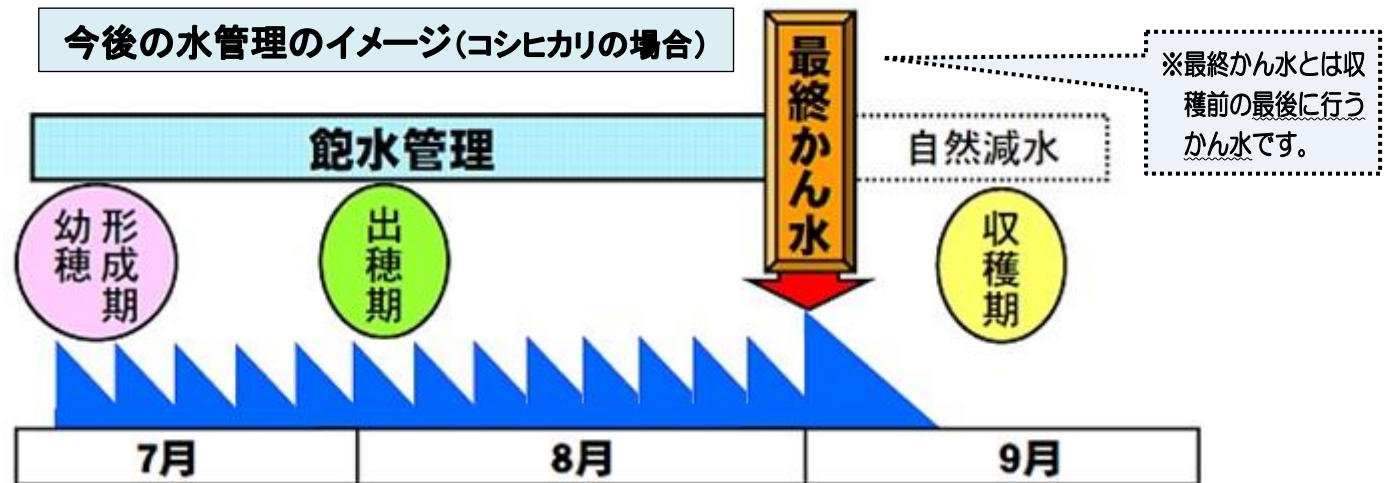 今後の水管理のイメージ(コシヒカリの場合)
最終かん水
※最終かん水とは収
穫前の最後に行う
かん水です。
飽水管理
自然減水
幼穂
形成期
出穂期
収穫期
7月
8月
9月